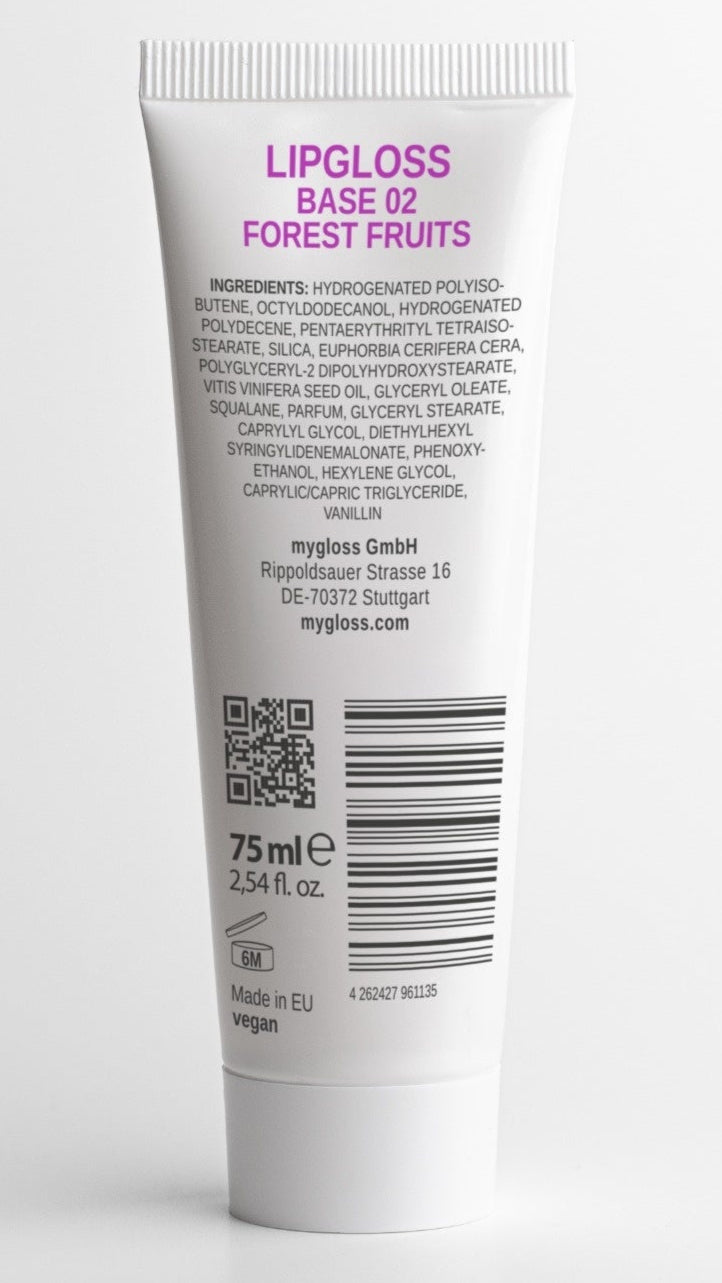 LIPGLOSS
BASE 02
FOREST FRUITS
INGREDIENTS: HYDROGENATED POLYISO-
BUTENE, OCTYLDODECANOL, HYDROGENATED
POLYDECENE, PENTAERYTHRITYL TETRAISO-
STEARATE, SILICA, EUPHORBIA CERIFERA CERA,
POLYGLYCERYL-2 DIPOLYHYDROXYSTEARATE,
VITIS VINIFERA SEED OIL, GLYCERYL OLEATE,
SQUALANE, PARFUM, GLYCERYL STEARATE,
CAPRYLYL GLYCOL, DIETHYLHEXYL
SYRINGYLIDENEMALONATE, PHENOXY-
ETHANOL, HEXYLENE GLYCOL,
CAPRYLIC/CAPRIC TRIGLYCERIDE,
VANILLIN
mygloss GmbH
Rippoldsauer Strasse 16
DE-70372 Stuttgart
mygloss.com
75 ml ℮
2,54 fl. oz.
6M
Made in EU
vegan
4 262427 961135